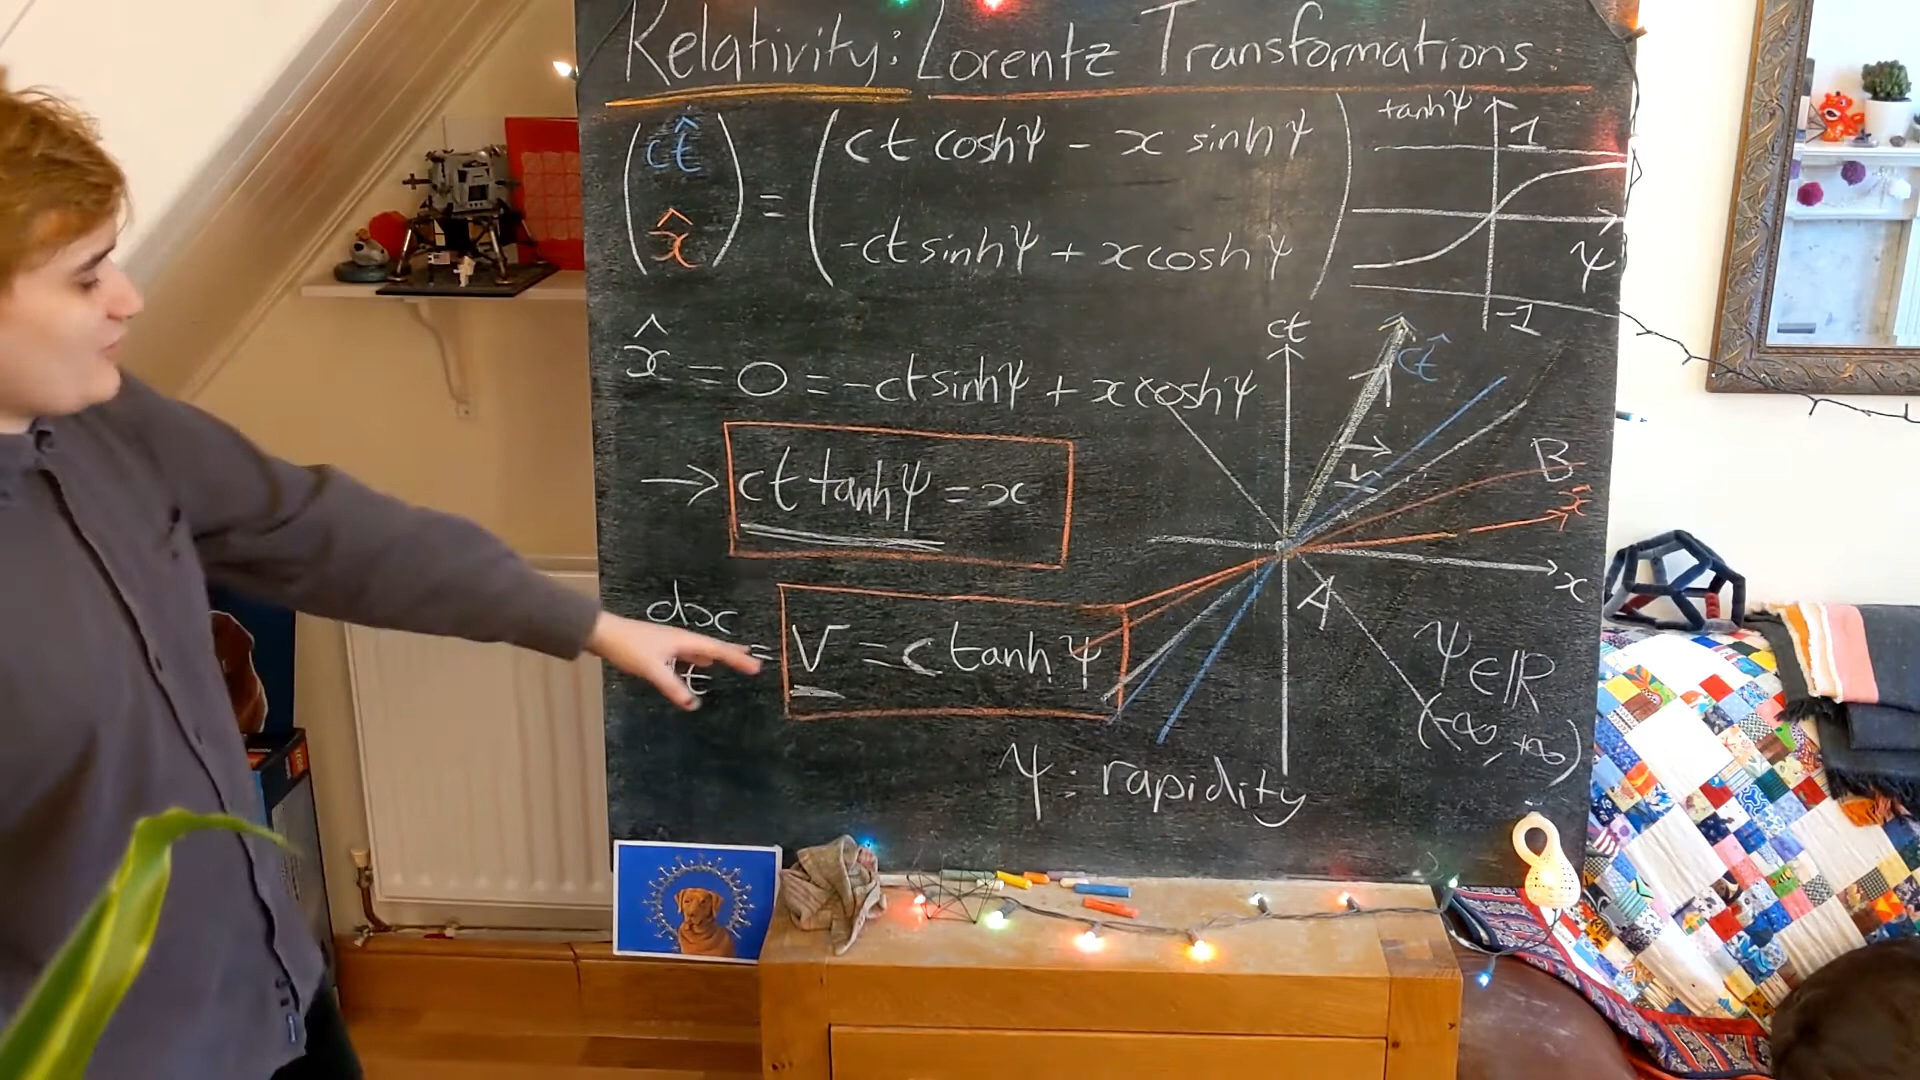 Relativity: Lorentz Transformations
(ct̂) = (ct coshψ - x sinhψ)
(x̂) (-ct sinhψ + x coshψ)
tanhψ
1
ψ
-1
x̂ = 0 = -ct sinhψ + x coshψ
→ ct tanhψ = x
dx
t
= V = c tanhψ
ψ: rapidity
ct
ct̂
V
B
x̂
x
A
ψ ∈ ℝ
(-∞, +∞)